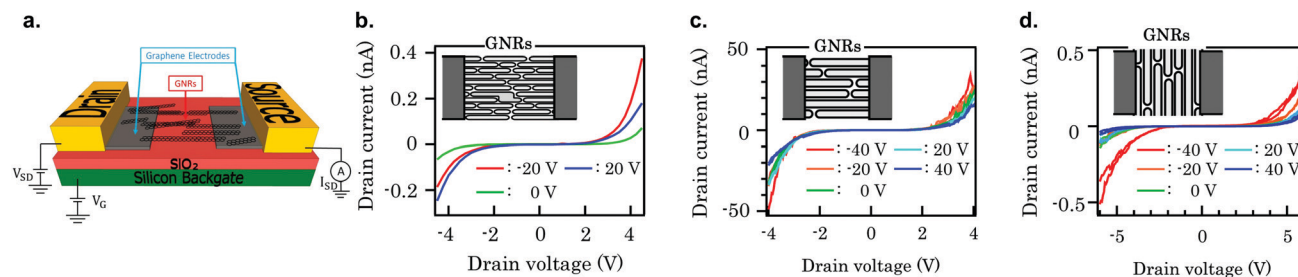 a.
Graphene Electrodes
GNRs
Drain
Source
SiO₂
Silicon Backgate
V_SD
V_G
A
I_SD
b.
GNRs
Drain current (nA)
0.4
0.2
0
-0.2
: -20 V
: 20 V
: 0 V
-4
-2
0
2
4
Drain voltage (V)
c.
GNRs
Drain current (nA)
50
0
-50
: -40 V
: 20 V
: -20 V
: 40 V
: 0 V
-4
-2
0
2
4
Drain voltage (V)
d.
GNRs
Drain current (nA)
0.5
0
-0.5
: -40 V
: 20 V
: -20 V
: 40 V
: 0 V
-5
0
5
Drain voltage (V)